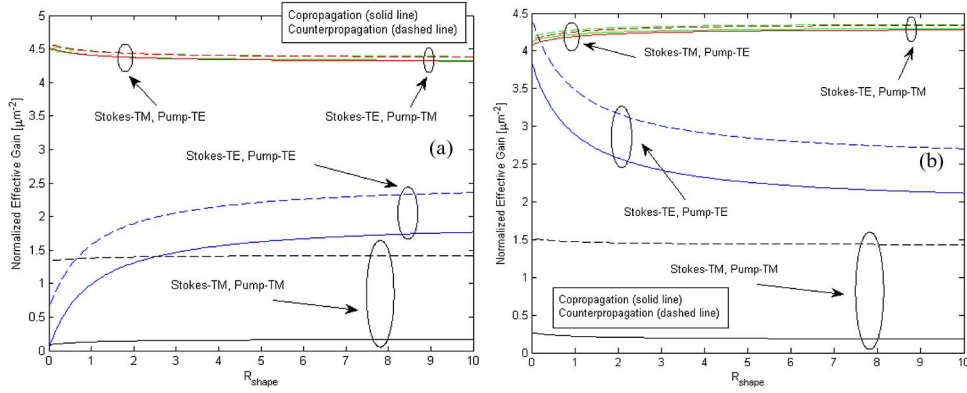 Copropagation (solid line)
Counterpropagation (dashed line)
Stokes-TM, Pump-TE
Stokes-TE, Pump-TM
(a)
Stokes-TE, Pump-TE
Stokes-TM, Pump-TM
Normalized Effective Gain [μm⁻²]
5
4.5
4
3.5
3
2.5
2
1.5
1
0.5
0
0 1 2 3 4 5 6 7 8 9 10
R_shape
Stokes-TM, Pump-TE
Stokes-TE, Pump-TM
(b)
Stokes-TE, Pump-TE
Stokes-TM, Pump-TM
Copropagation (solid line)
Counterpropagation (dashed line)
Normalized Effective Gain [μm⁻²]
4.5
4
3.5
3
2.5
2
1.5
1
0.5
0
0 1 2 3 4 5 6 7 8 9 10
R_shape